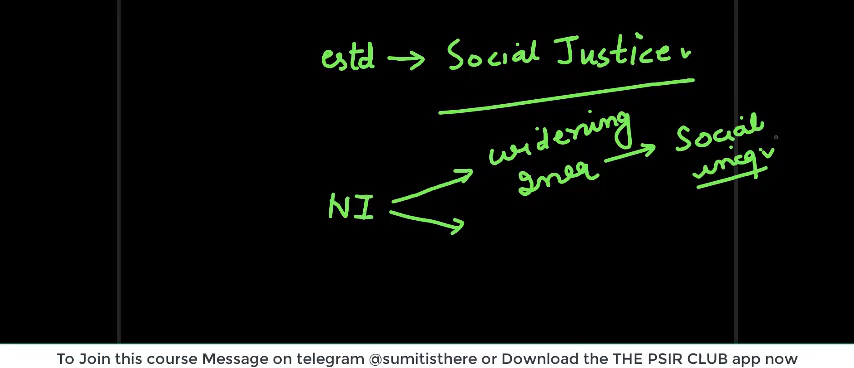 estd → Social Justice
widening → Social
ineq
NI
To Join this course Message on telegram @sumitisthere or Download the THE PSIR CLUB app now